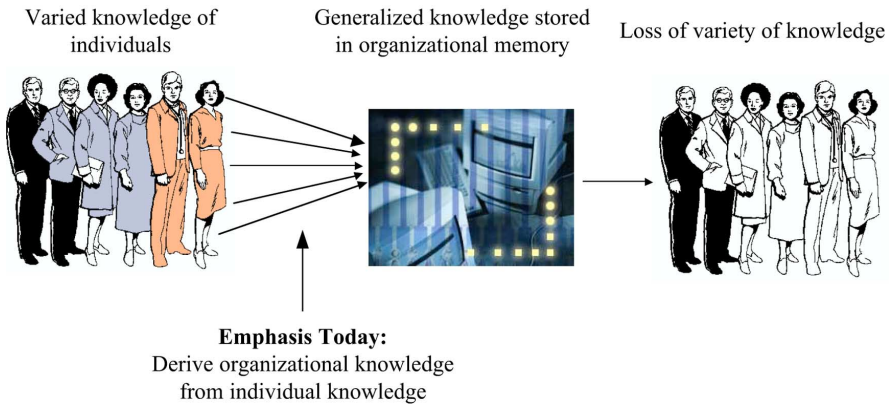 Varied knowledge of
individuals
Generalized knowledge stored
in organizational memory
Loss of variety of knowledge
Emphasis Today:
Derive organizational knowledge
from individual knowledge